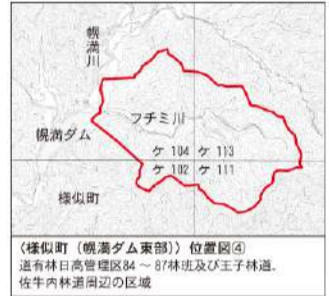 幌満川
フチミ川
幌満ダム
ケ 104 ケ 113
ケ 102 ケ 111
様似町
〈様似町（幌満ダム東部)〉位置図④
道有林日高管理区84～87林班及び王子林道、
佐牛内林道周辺の区域